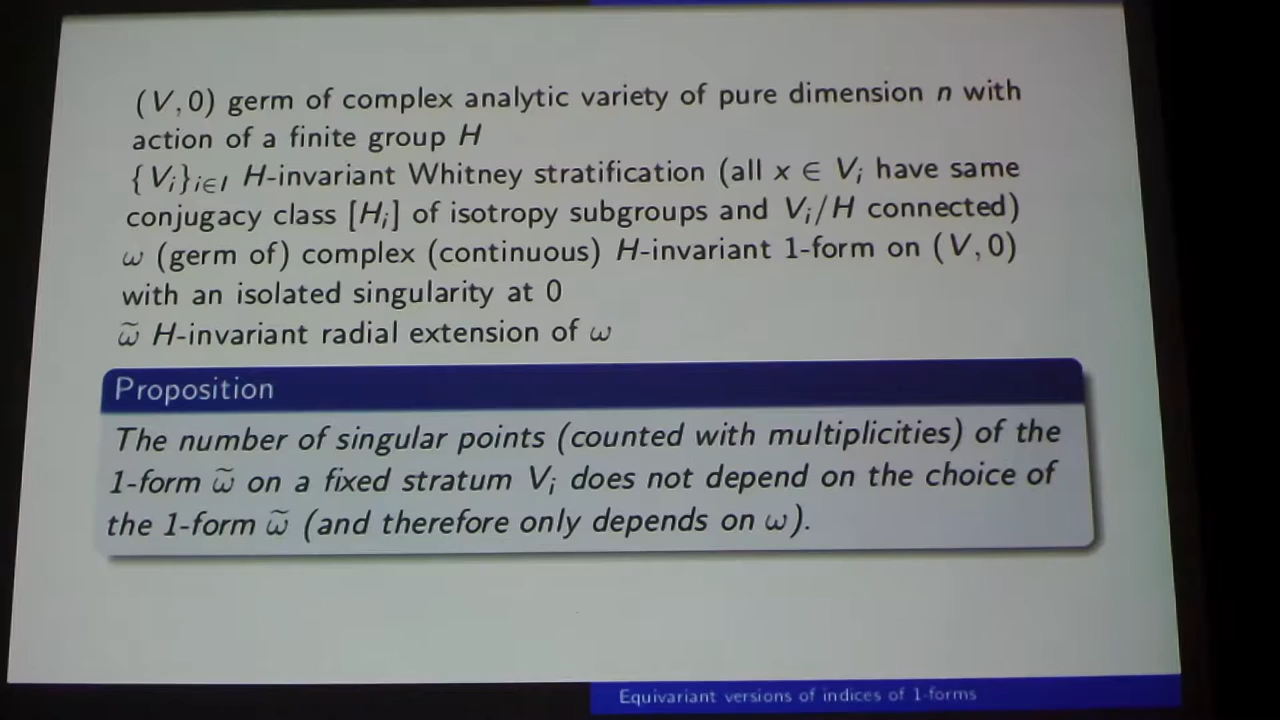 (V, 0) germ of complex analytic variety of pure dimension n with
action of a finite group H
{V_i}_{i∈I} H-invariant Whitney stratification (all x ∈ V_i have same
conjugacy class [H_i] of isotropy subgroups and V_i/H connected)
ω (germ of) complex (continuous) H-invariant 1-form on (V, 0)
with an isolated singularity at 0
ω̃ H-invariant radial extension of ω
Proposition
The number of singular points (counted with multiplicities) of the
1-form ω̃ on a fixed stratum V_i does not depend on the choice of
the 1-form ω̃ (and therefore only depends on ω).
Equivariant versions of indices of 1-forms